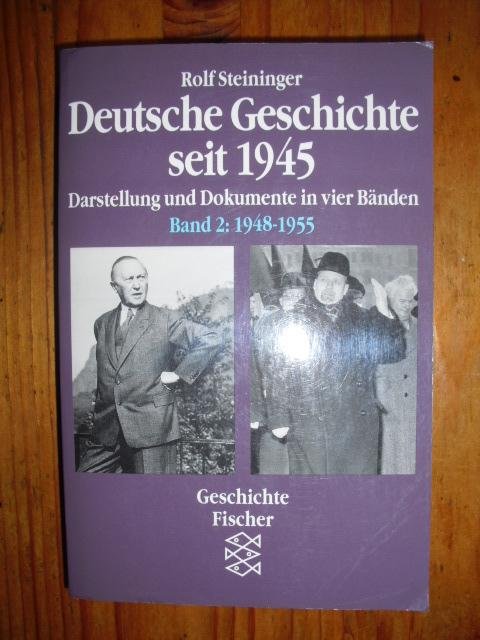 Rolf Steininger
Deutsche Geschichte
seit 1945
Darstellung und Dokumente in vier Bänden
Band 2: 1948-1955
Geschichte
Fischer